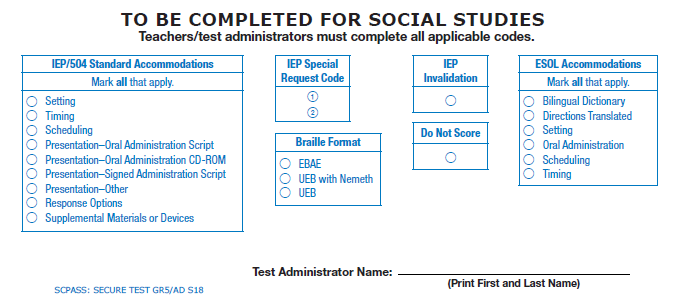 TO BE COMPLETED FOR SOCIAL STUDIES
Teachers/test administrators must complete all applicable codes.
IEP/504 Standard Accommodations
Mark all that apply.
Setting
Timing
Scheduling
Presentation–Oral Administration Script
Presentation–Oral Administration CD-ROM
Presentation–Signed Administration Script
Presentation–Other
Response Options
Supplemental Materials or Devices
IEP Special
Request Code
1
2
Braille Format
EBAE
UEB with Nemeth
UEB
IEP
Invalidation
Do Not Score
ESOL Accommodations
Mark all that apply.
Bilingual Dictionary
Directions Translated
Setting
Oral Administration
Scheduling
Timing
Test Administrator Name:
(Print First and Last Name)
SCPASS: SECURE TEST GR5/AD S18